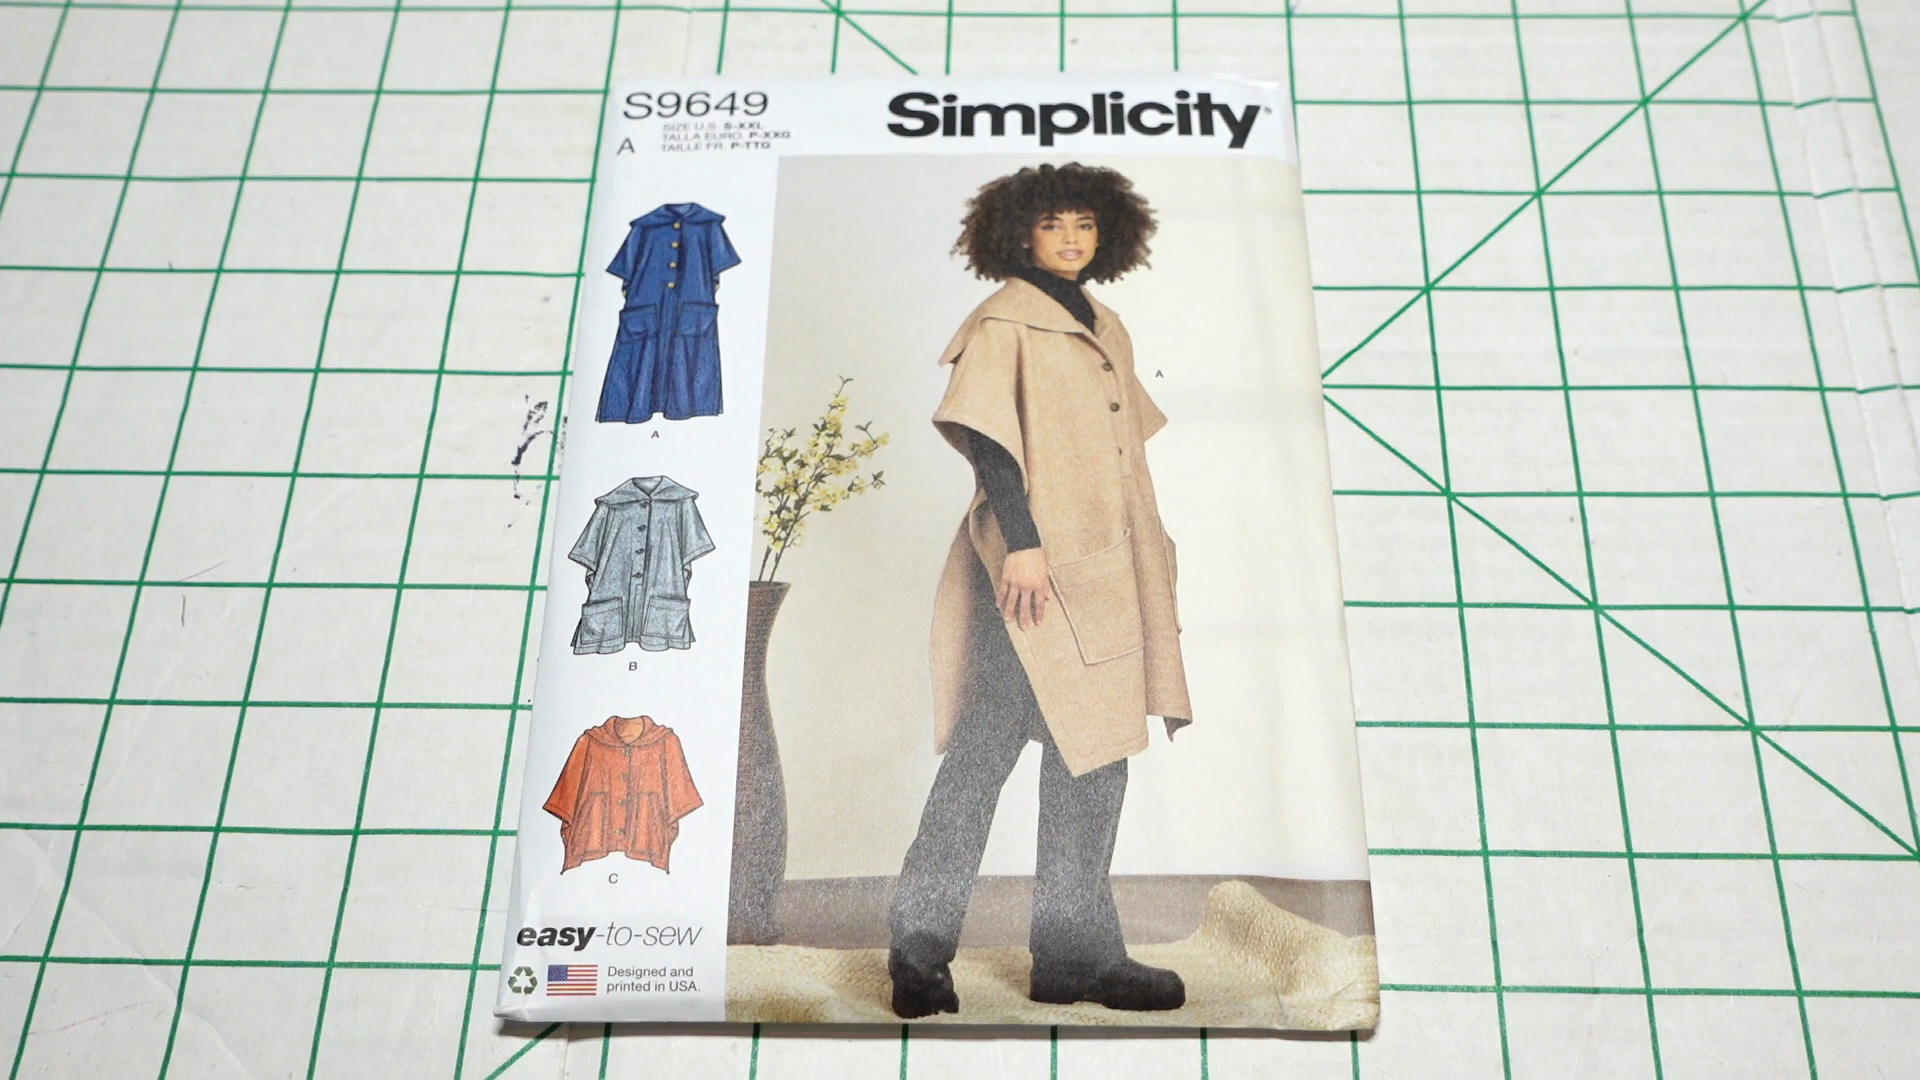 S9649
SIZE U.S. S-XXL
TALLA EURO. P-XXG
A
TAILLE FR. P-TTG
Simplicity
A
A
B
C
easy-to-sew
Designed and
printed in USA.